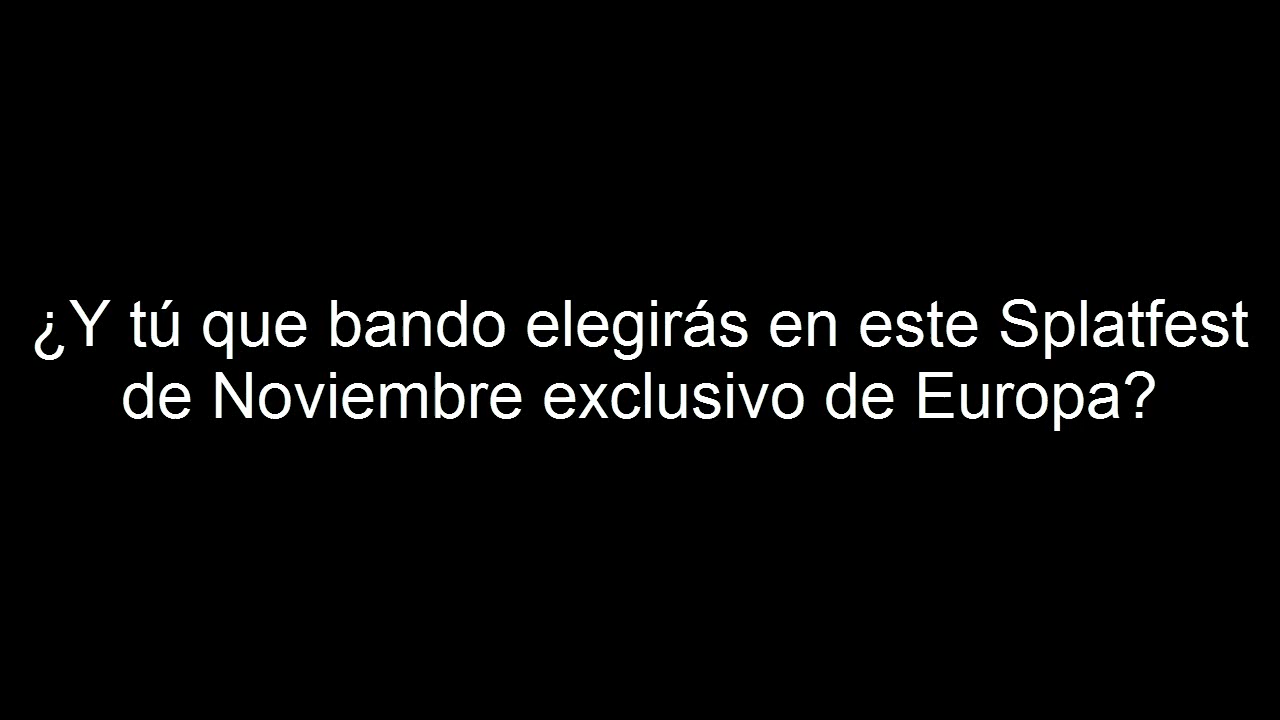 ¿Y tú que bando elegirás en este Splatfest
de Noviembre exclusivo de Europa?